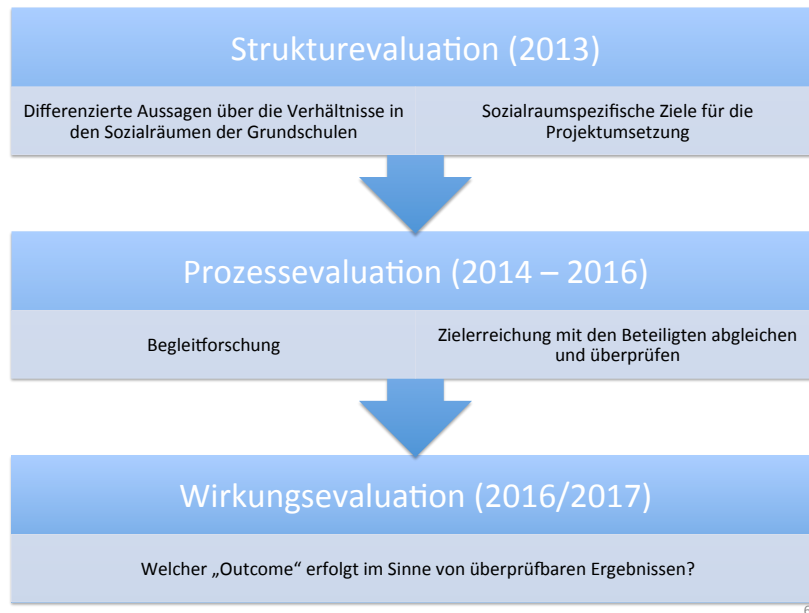 Strukturevaluation (2013)
Differenzierte Aussagen über die Verhältnisse in
den Sozialräumen der Grundschulen
Sozialraumspezifische Ziele für die
Projektumsetzung
Prozessevaluation (2014 – 2016)
Begleitforschung
Zielerreichung mit den Beteiligten abgleichen
und überprüfen
Wirkungsevaluation (2016/2017)
Welcher „Outcome“ erfolgt im Sinne von überprüfbaren Ergebnissen?
6